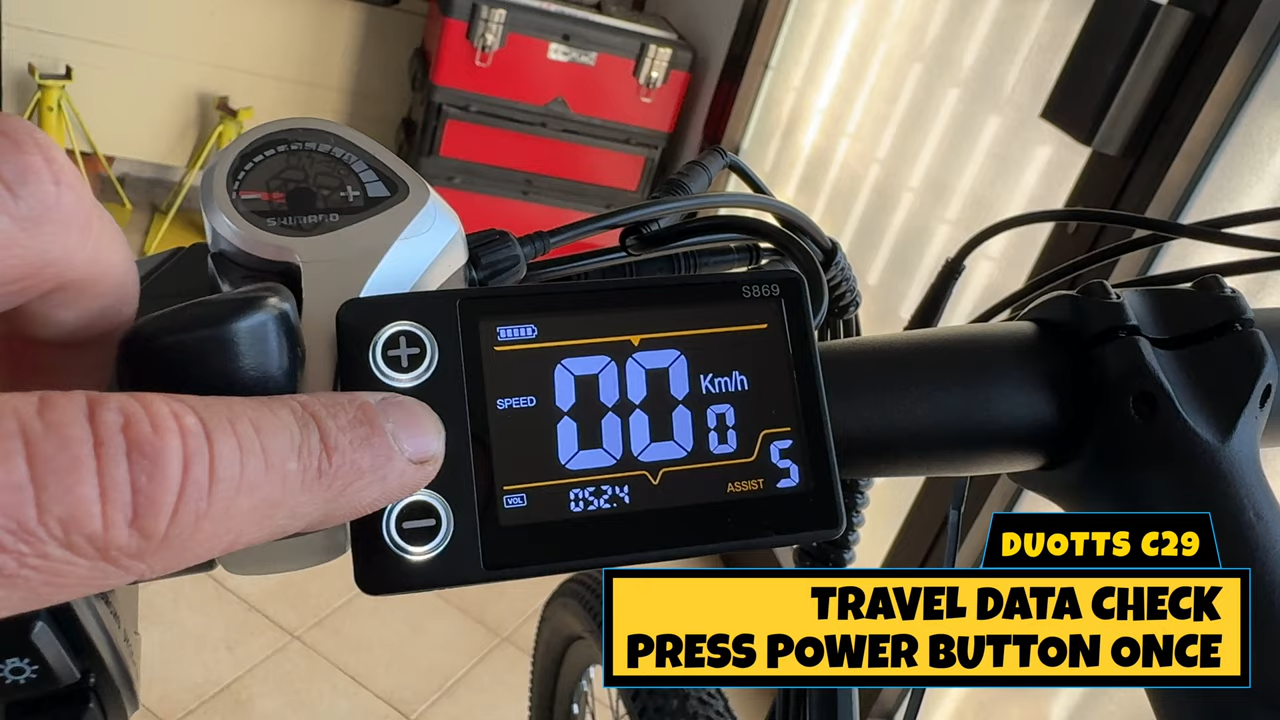 SHIMANO
S869
SPEED
00 0
Km/h
VOL
052.4
ASSIST
5
DUOTTS C29
TRAVEL DATA CHECK
PRESS POWER BUTTON ONCE